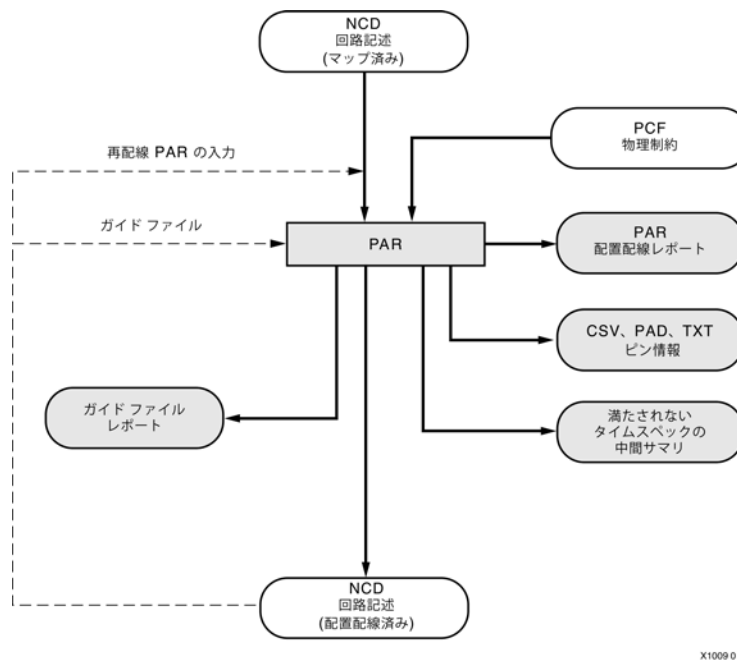 NCD
回路記述
(マップ済み)
PCF
物理制約
再配線 PAR の入力
ガイド ファイル
PAR
PAR
配置配線レポート
CSV、PAD、TXT
ピン情報
ガイド ファイル
レポート
満たされない
タイムスペックの
中間サマリ
NCD
回路記述
(配置配線済み)
X1009 0